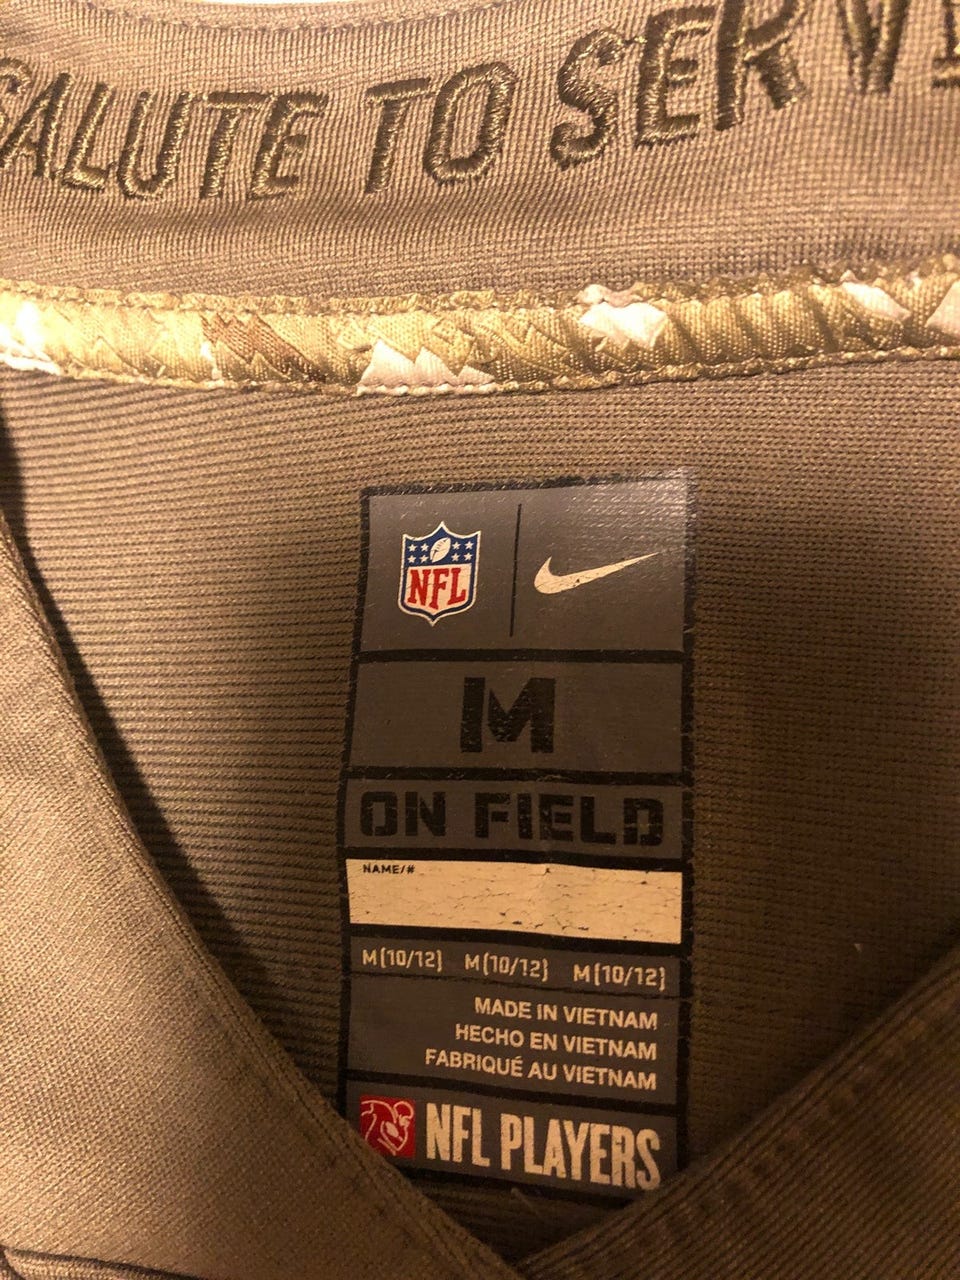 SALUTE TO SERVI
NFL
M
ON FIELD
NAME/#
M(10/12) M(10/12) M(10/12)
MADE IN VIETNAM
HECHO EN VIETNAM
FABRIQUÉ AU VIETNAM
NFL PLAYERS